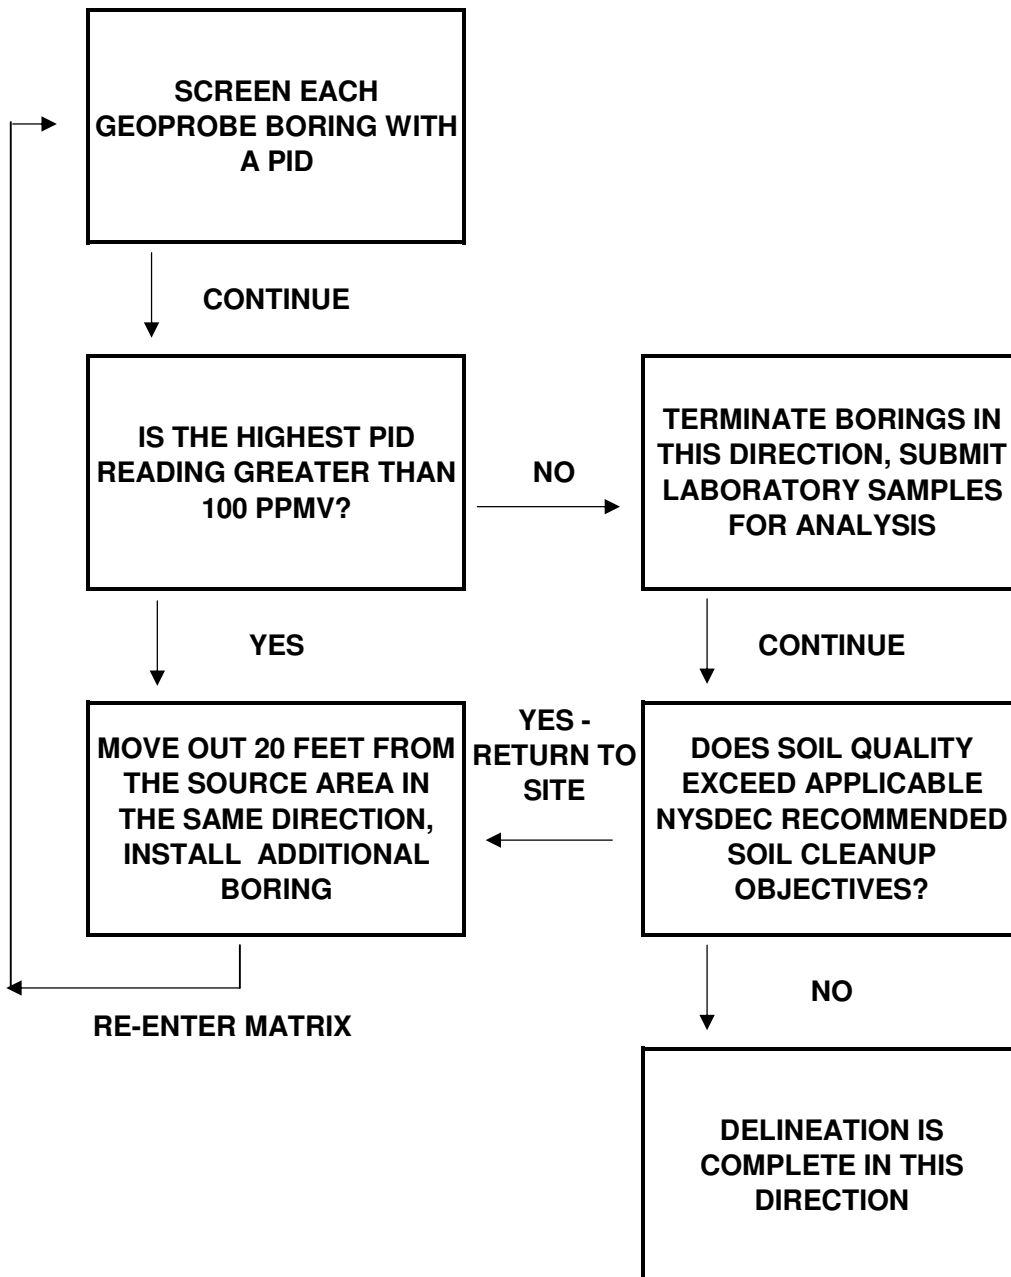 SCREEN EACH
GEOPROBE BORING WITH
A PID
CONTINUE
IS THE HIGHEST PID
READING GREATER THAN
100 PPMV?
NO
TERMINATE BORINGS IN
THIS DIRECTION, SUBMIT
LABORATORY SAMPLES
FOR ANALYSIS
YES
CONTINUE
MOVE OUT 20 FEET FROM
THE SOURCE AREA IN
THE SAME DIRECTION,
INSTALL ADDITIONAL
BORING
YES -
RETURN TO
SITE
DOES SOIL QUALITY
EXCEED APPLICABLE
NYSDEC RECOMMENDED
SOIL CLEANUP
OBJECTIVES?
RE-ENTER MATRIX
NO
DELINEATION IS
COMPLETE IN THIS
DIRECTION